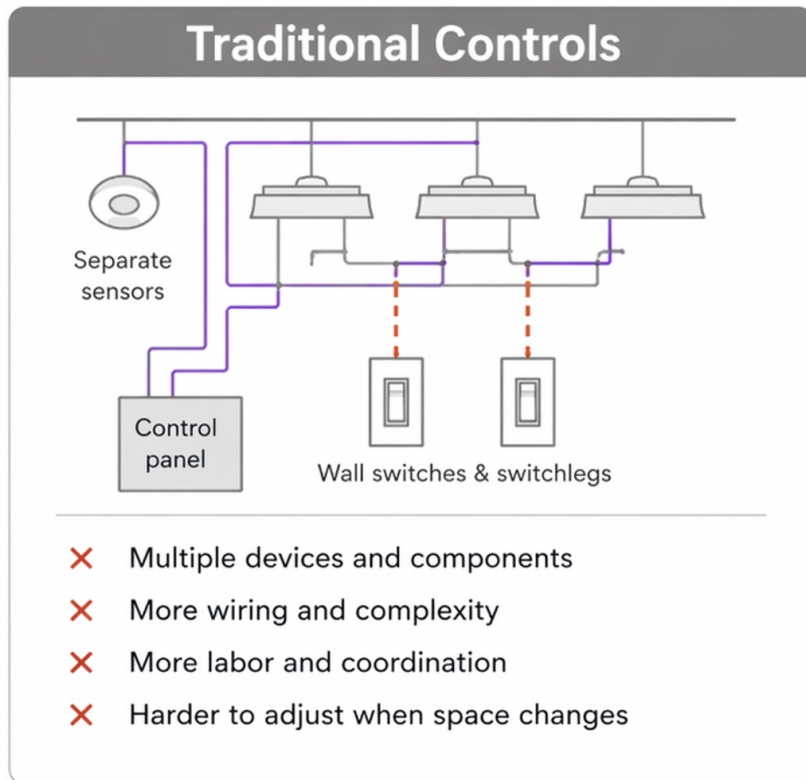 Traditional Controls
Separate
sensors
Control
panel
Wall switches & switchlegs
Multiple devices and components
More wiring and complexity
More labor and coordination
Harder to adjust when space changes